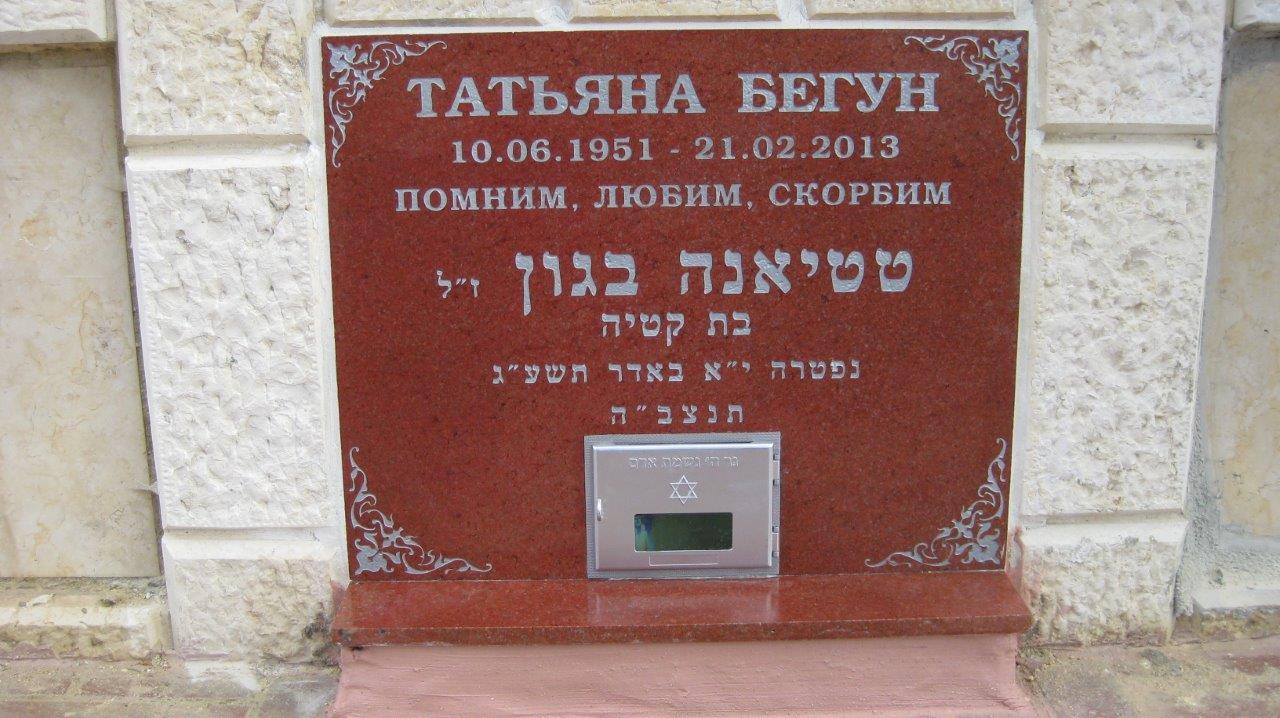 ТАТЬЯНА БЕГУН
10.06.1951 - 21.02.2013
ПОМНИМ, ЛЮБИМ, СКОРБИМ
טטיאנה בגון ז״ל
בת קטיה
נפטרה י״א באדר תשע״ג
תנצב״ה
נר ה׳ נשמת אדם